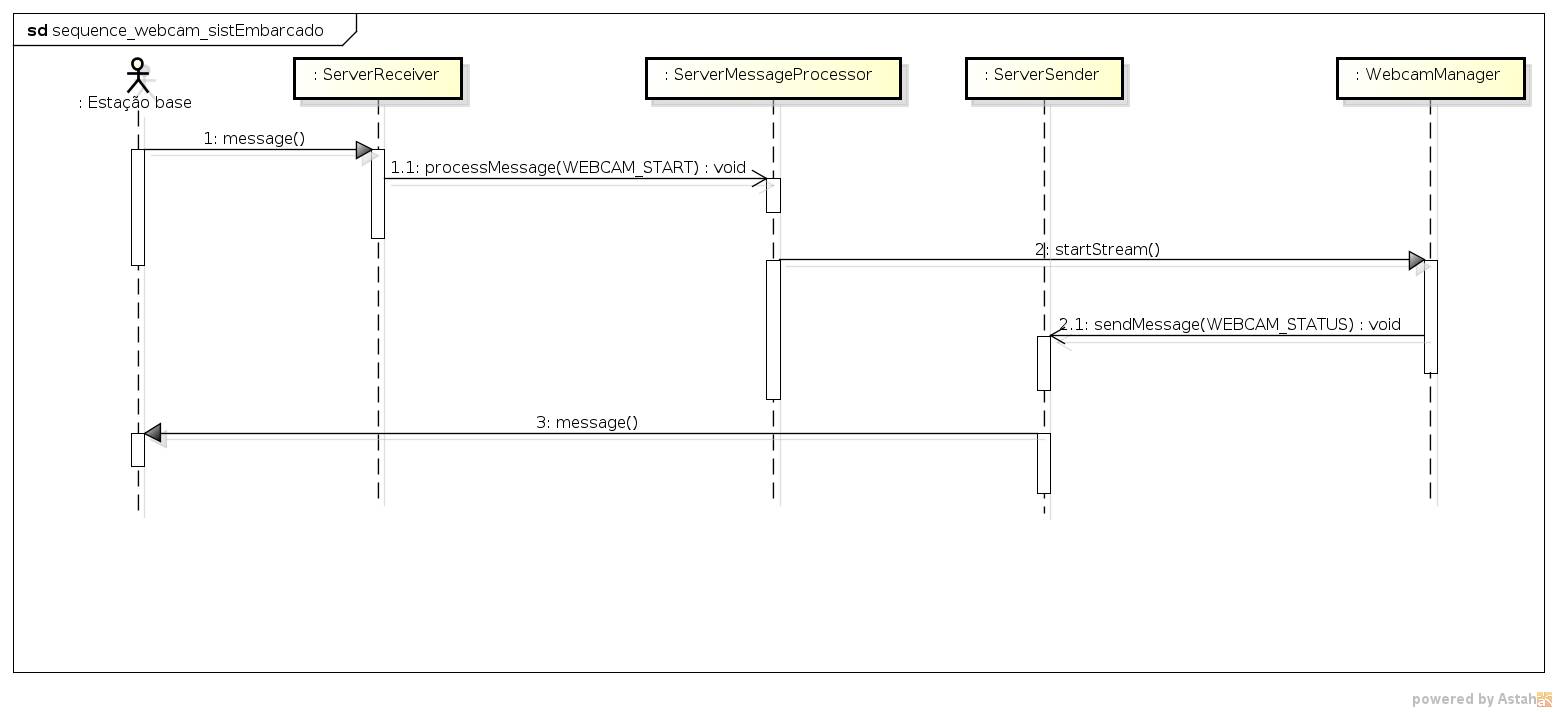 sd sequence_webcam_sistEmbarcado
: Estação base
: ServerReceiver
: ServerMessageProcessor
: ServerSender
: WebcamManager
1: message()
1.1: processMessage(WEBCAM_START) : void
2: startStream()
2.1: sendMessage(WEBCAM_STATUS) : void
3: message()
powered by Astah